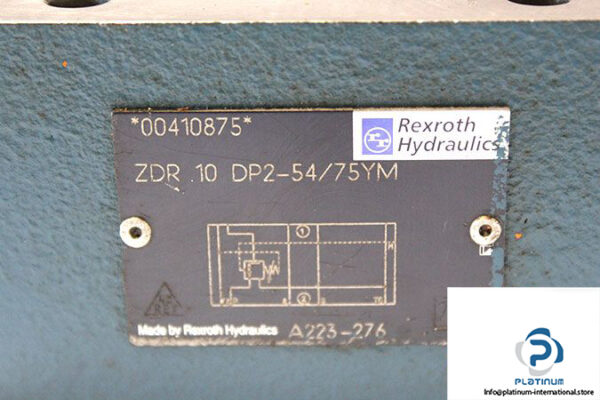 *00410875*
Rexroth
Hydraulics
ZDR 10 DP2-54/75YM
1
Made by Rexroth Hydraulics A223-276
PLATINUM
Info@platinum-international.store